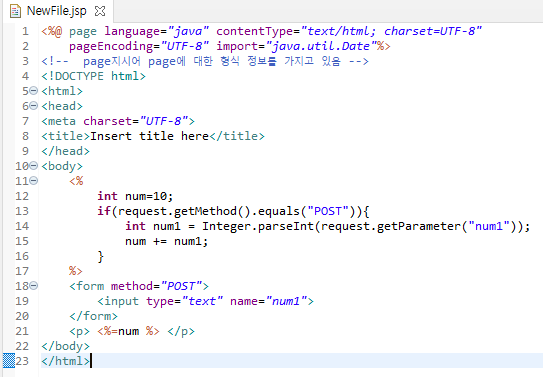 NewFile.jsp
1 <%@ page language="java" contentType="text/html; charset=UTF-8"
2     pageEncoding="UTF-8" import="java.util.Date"%>
3 <!--  page지시어 page에 대한 형식 정보를 가지고 있음 -->
4 <!DOCTYPE html>
5 <html>
6 <head>
7 <meta charset="UTF-8">
8 <title>Insert title here</title>
9 </head>
10 <body>
11     <%
12         int num=10;
13         if(request.getMethod().equals("POST")){
14             int num1 = Integer.parseInt(request.getParameter("num1"));
15             num += num1;
16         }
17     %>
18     <form method="POST">
19         <input type="text" name="num1">
20     </form>
21     <p> <%=num %> </p>
22 </body>
23 </html>